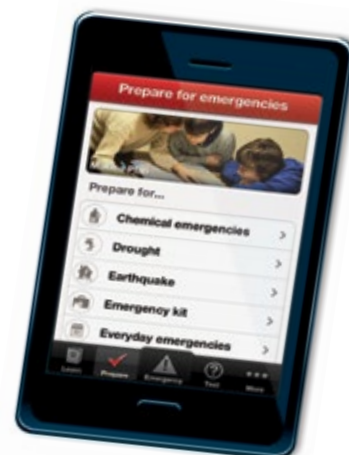 Prepare for emergencies
Prepare for...
Chemical emergencies
Drought
Earthquake
Emergency kit
Everyday emergencies
Learn
Prepare
Emergency
Test
More